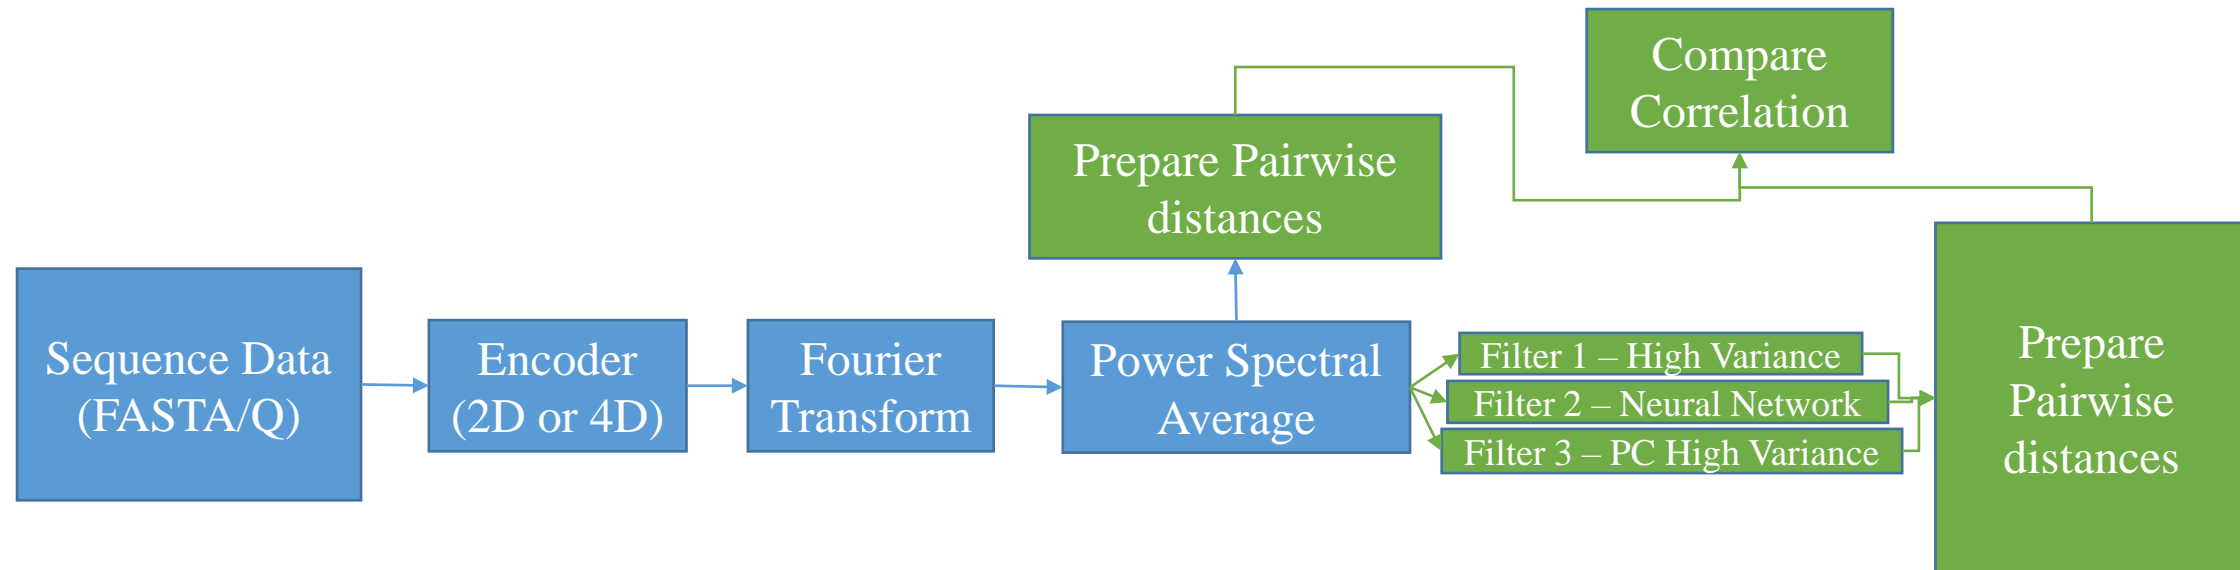 Compare
Correlation
Prepare Pairwise
distances
Sequence Data
(FASTA/Q)
Encoder
(2D or 4D)
Fourier
Transform
Power Spectral
Average
Filter 1 – High Variance
Filter 2 – Neural Network
Filter 3 – PC High Variance
Prepare
Pairwise
distances